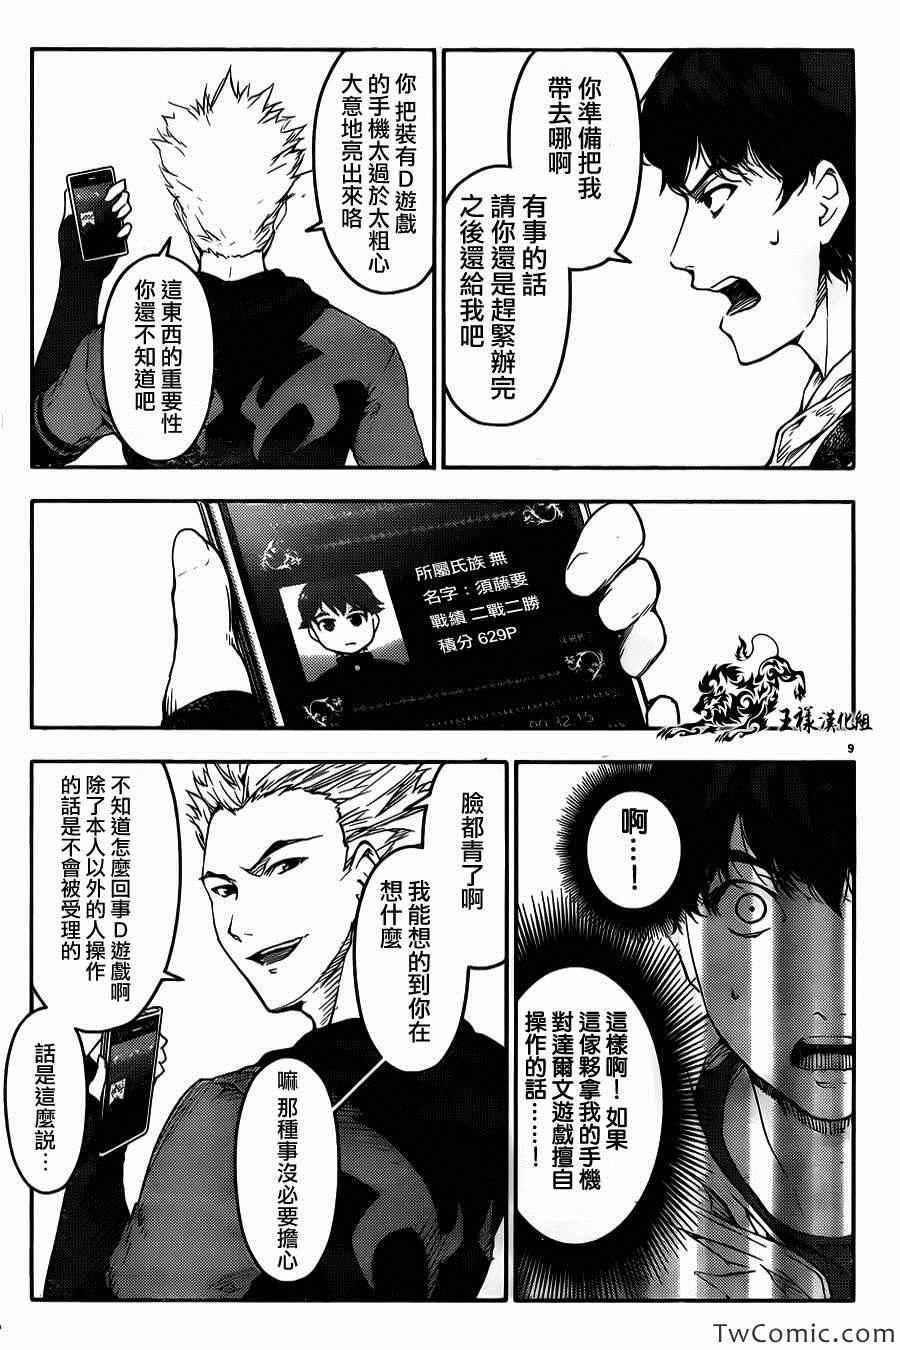 你準備把我
帶去哪啊
有事的話
請你還是趕緊辦完
之後還給我吧
你 把裝有D遊戲
的手機太過於太粗心
大意地亮出來咯
這東西的重要性
你還不知道吧
所屬氏族 無
名字：須藤要
戰績 二戰二勝
積分 629P
王樣漢化組
9
啊…！
這樣啊！如果
這傢夥拿我的手機
對達爾文遊戲擅自
操作的話……！
臉都青了啊
我能想的到你在
想什麼
嘛 那種事沒必要擔心
不知道怎麼回事D遊戲啊
除了本人以外的人操作
的話是不會被受理的
話是這麼說…
TwComic.com